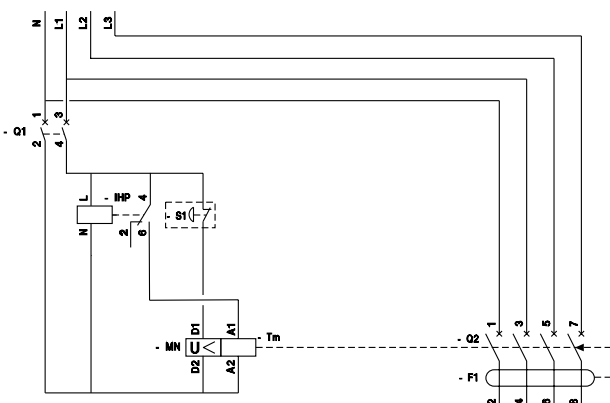 N L1 L2 L3
1 3
- Q1
2 4
L - IHP 4
- S1
N 2 6
D1 A1 - Tm
- MN U <
D2 A2
1 3 5 7
- Q2
- F1
2 4 6 8